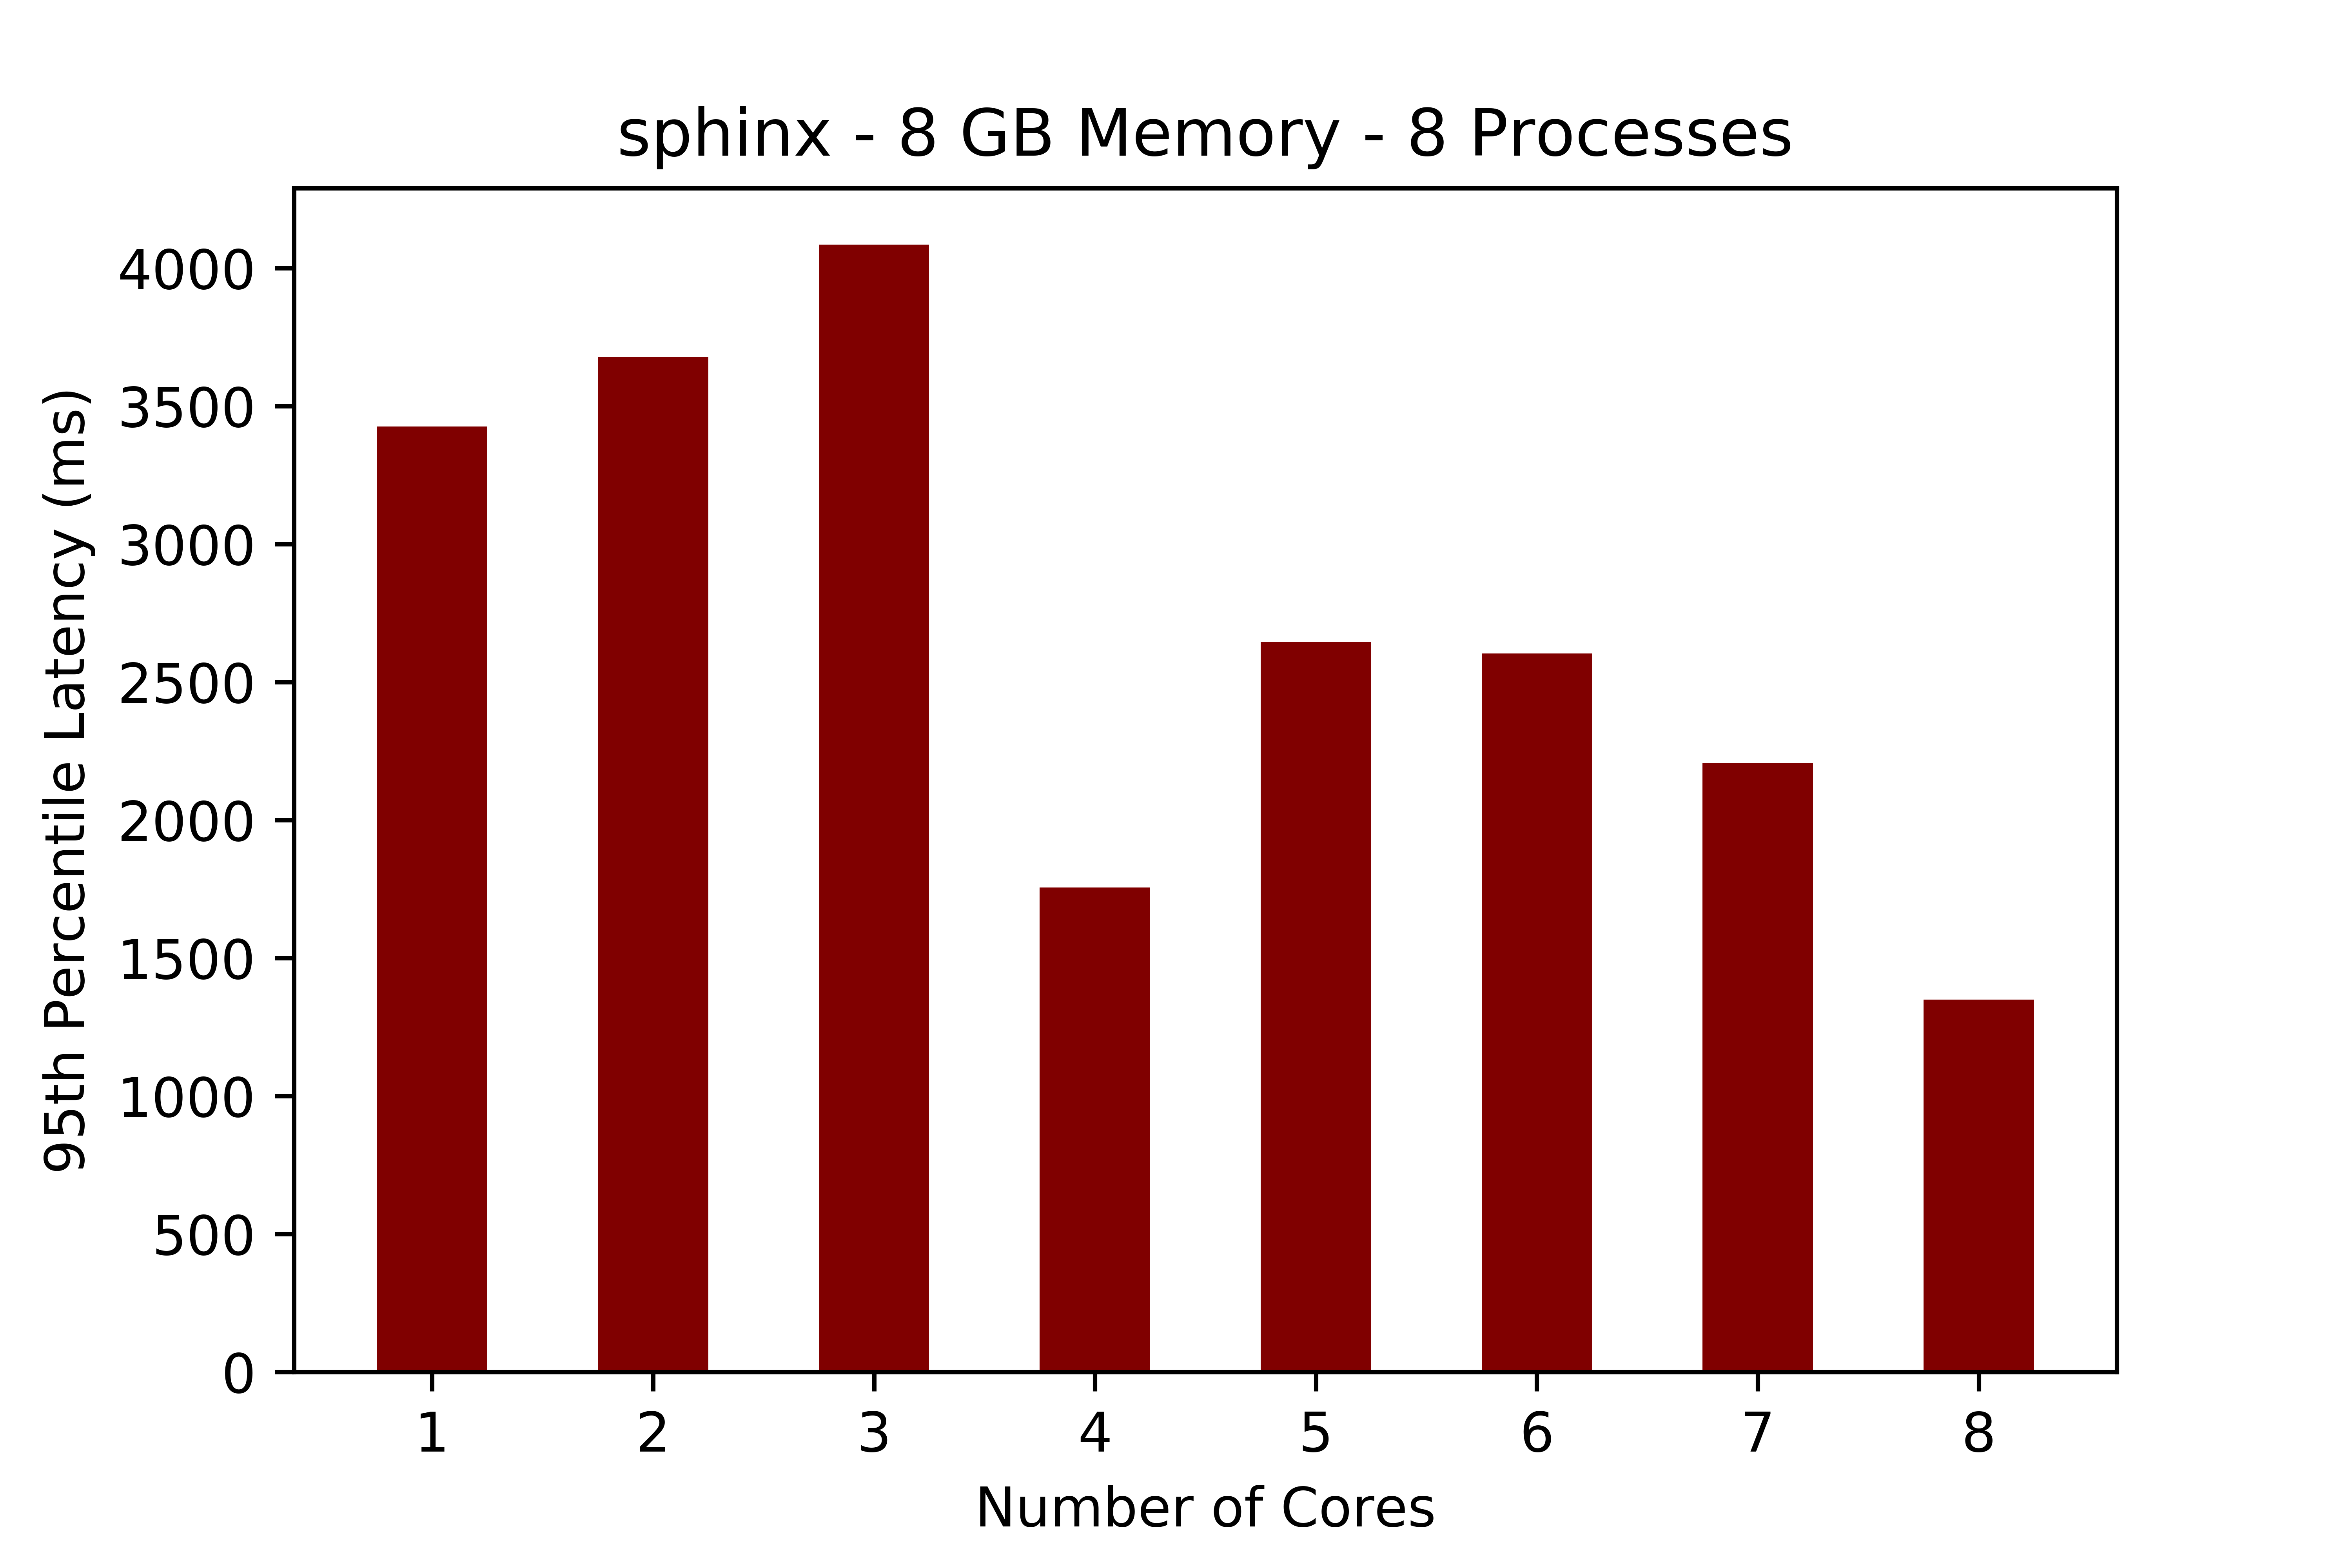 sphinx - 8 GB Memory - 8 Processes
95th Percentile Latency (ms)
4000
3500
3000
2500
2000
1500
1000
500
0
1 2 3 4 5 6 7 8
Number of Cores